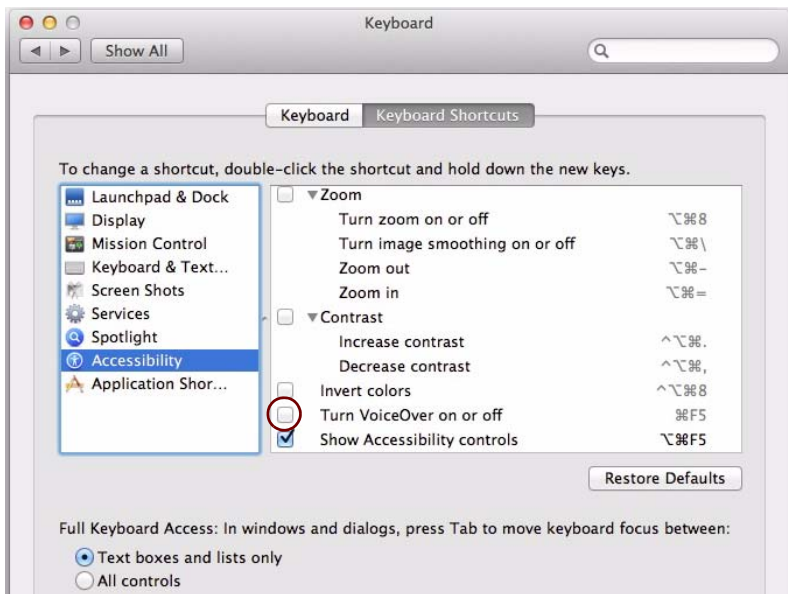 Keyboard
Show All
Keyboard
Keyboard Shortcuts
To change a shortcut, double-click the shortcut and hold down the new keys.
Launchpad & Dock
Display
Mission Control
Keyboard & Text...
Screen Shots
Services
Spotlight
Accessibility
Application Shor...
▼Zoom
Turn zoom on or off ⌥⌘8
Turn image smoothing on or off ⌥⌘\
Zoom out ⌥⌘-
Zoom in ⌥⌘=
▼Contrast
Increase contrast ^⌥⌘.
Decrease contrast ^⌥⌘,
Invert colors ^⌥⌘8
Turn VoiceOver on or off ⌘F5
Show Accessibility controls ⌥⌘F5
Restore Defaults
Full Keyboard Access: In windows and dialogs, press Tab to move keyboard focus between:
Text boxes and lists only
All controls